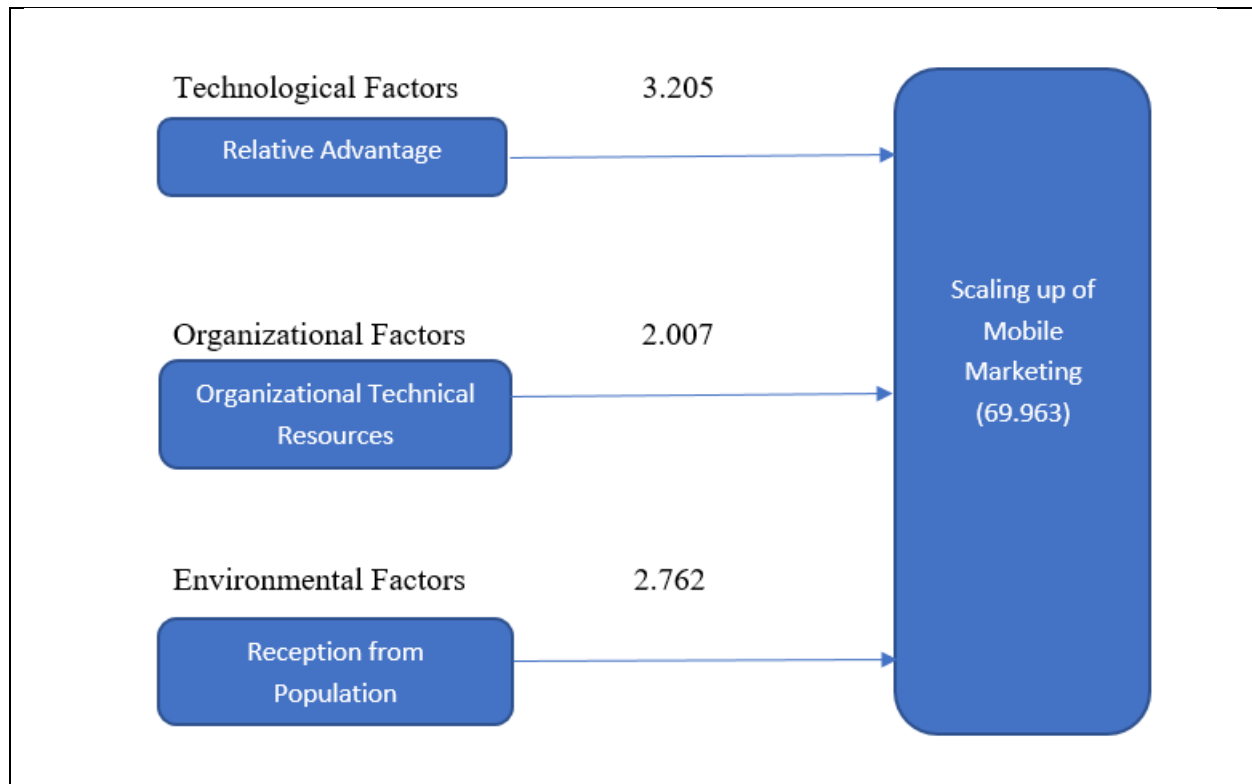 Technological Factors 3.205
Relative Advantage
Organizational Factors 2.007
Organizational Technical
Resources
Environmental Factors 2.762
Reception from
Population
Scaling up of
Mobile
Marketing
(69.963)